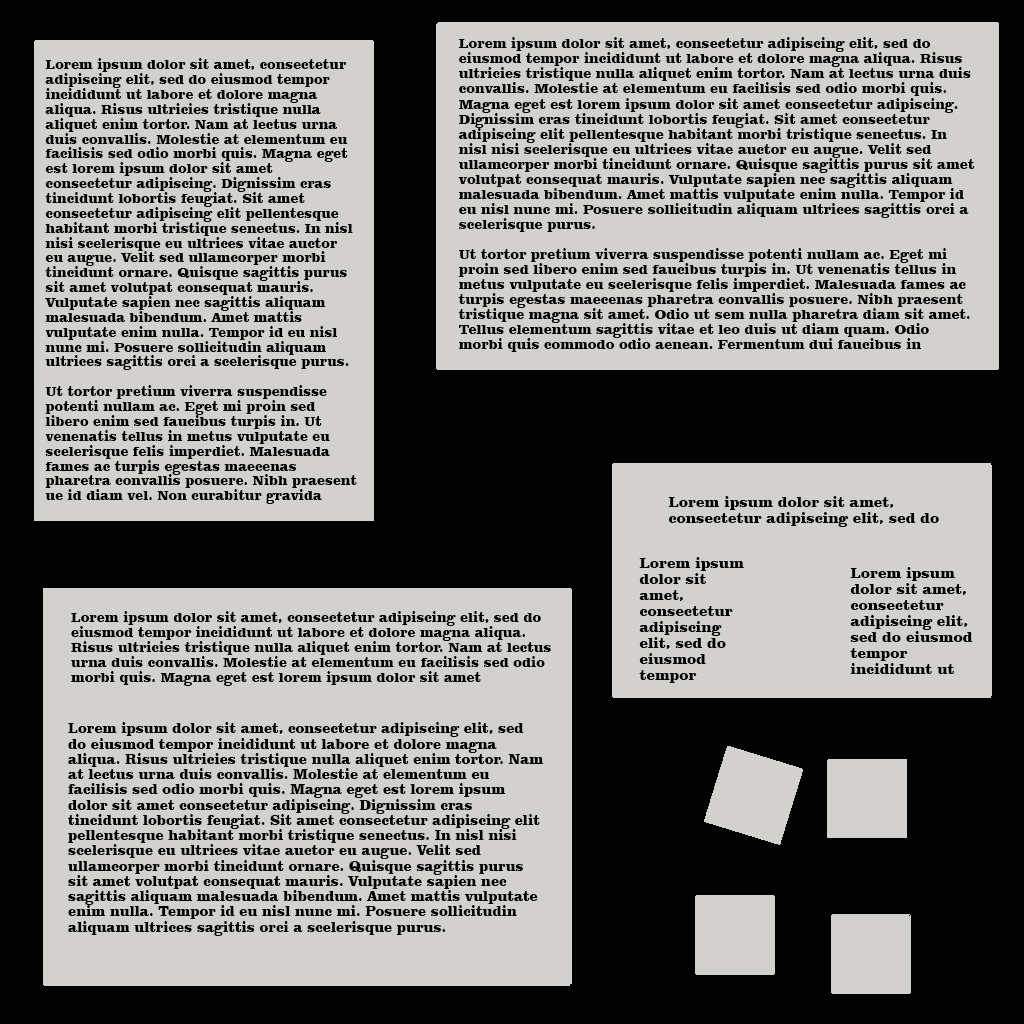 Lorem ipsum dolor sit amet, consectetur
adipiscing elit, sed do eiusmod tempor
incididunt ut labore et dolore magna
aliqua. Risus ultricies tristique nulla
aliquet enim tortor. Nam at lectus urna
duis convallis. Molestie at elementum eu
facilisis sed odio morbi quis. Magna eget
est lorem ipsum dolor sit amet
consectetur adipiscing. Dignissim cras
tincidunt lobortis feugiat. Sit amet
consectetur adipiscing elit pellentesque
habitant morbi tristique senectus. In nisl
nisi scelerisque eu ultrices vitae auctor
eu augue. Velit sed ullamcorper morbi
tincidunt ornare. Quisque sagittis purus
sit amet volutpat consequat mauris.
Vulputate sapien nec sagittis aliquam
malesuada bibendum. Amet mattis
vulputate enim nulla. Tempor id eu nisl
nunc mi. Posuere sollicitudin aliquam
ultrices sagittis orci a scelerisque purus.
Ut tortor pretium viverra suspendisse
potenti nullam ac. Eget mi proin sed
libero enim sed faucibus turpis in. Ut
venenatis tellus in metus vulputate eu
scelerisque felis imperdiet. Malesuada
fames ac turpis egestas maecenas
pharetra convallis posuere. Nibh praesent
ue id diam vel. Non curabitur gravida
Lorem ipsum dolor sit amet, consectetur adipiscing elit, sed do
eiusmod tempor incididunt ut labore et dolore magna aliqua. Risus
ultricies tristique nulla aliquet enim tortor. Nam at lectus urna duis
convallis. Molestie at elementum eu facilisis sed odio morbi quis.
Magna eget est lorem ipsum dolor sit amet consectetur adipiscing.
Dignissim cras tincidunt lobortis feugiat. Sit amet consectetur
adipiscing elit pellentesque habitant morbi tristique senectus. In
nisl nisi scelerisque eu ultrices vitae auctor eu augue. Velit sed
ullamcorper morbi tincidunt ornare. Quisque sagittis purus sit amet
volutpat consequat mauris. Vulputate sapien nec sagittis aliquam
malesuada bibendum. Amet mattis vulputate enim nulla. Tempor id
eu nisl nunc mi. Posuere sollicitudin aliquam ultrices sagittis orci a
scelerisque purus.
Ut tortor pretium viverra suspendisse potenti nullam ac. Eget mi
proin sed libero enim sed faucibus turpis in. Ut venenatis tellus in
metus vulputate eu scelerisque felis imperdiet. Malesuada fames ac
turpis egestas maecenas pharetra convallis posuere. Nibh praesent
tristique magna sit amet. Odio ut sem nulla pharetra diam sit amet.
Tellus elementum sagittis vitae et leo duis ut diam quam. Odio
morbi quis commodo odio aenean. Fermentum dui faucibus in
Lorem ipsum dolor sit amet,
consectetur adipiscing elit, sed do
Lorem ipsum
dolor sit
amet,
consectetur
adipiscing
elit, sed do
eiusmod
tempor
Lorem ipsum
dolor sit amet,
consectetur
adipiscing elit,
sed do eiusmod
tempor
incididunt ut
Lorem ipsum dolor sit amet, consectetur adipiscing elit, sed do
eiusmod tempor incididunt ut labore et dolore magna aliqua.
Risus ultricies tristique nulla aliquet enim tortor. Nam at lectus
urna duis convallis. Molestie at elementum eu facilisis sed odio
morbi quis. Magna eget est lorem ipsum dolor sit amet
Lorem ipsum dolor sit amet, consectetur adipiscing elit, sed
do eiusmod tempor incididunt ut labore et dolore magna
aliqua. Risus ultricies tristique nulla aliquet enim tortor. Nam
at lectus urna duis convallis. Molestie at elementum eu
facilisis sed odio morbi quis. Magna eget est lorem ipsum
dolor sit amet consectetur adipiscing. Dignissim cras
tincidunt lobortis feugiat. Sit amet consectetur adipiscing elit
pellentesque habitant morbi tristique senectus. In nisl nisi
scelerisque eu ultrices vitae auctor eu augue. Velit sed
ullamcorper morbi tincidunt ornare. Quisque sagittis purus
sit amet volutpat consequat mauris. Vulputate sapien nec
sagittis aliquam malesuada bibendum. Amet mattis vulputate
enim nulla. Tempor id eu nisl nunc mi. Posuere sollicitudin
aliquam ultrices sagittis orci a scelerisque purus.